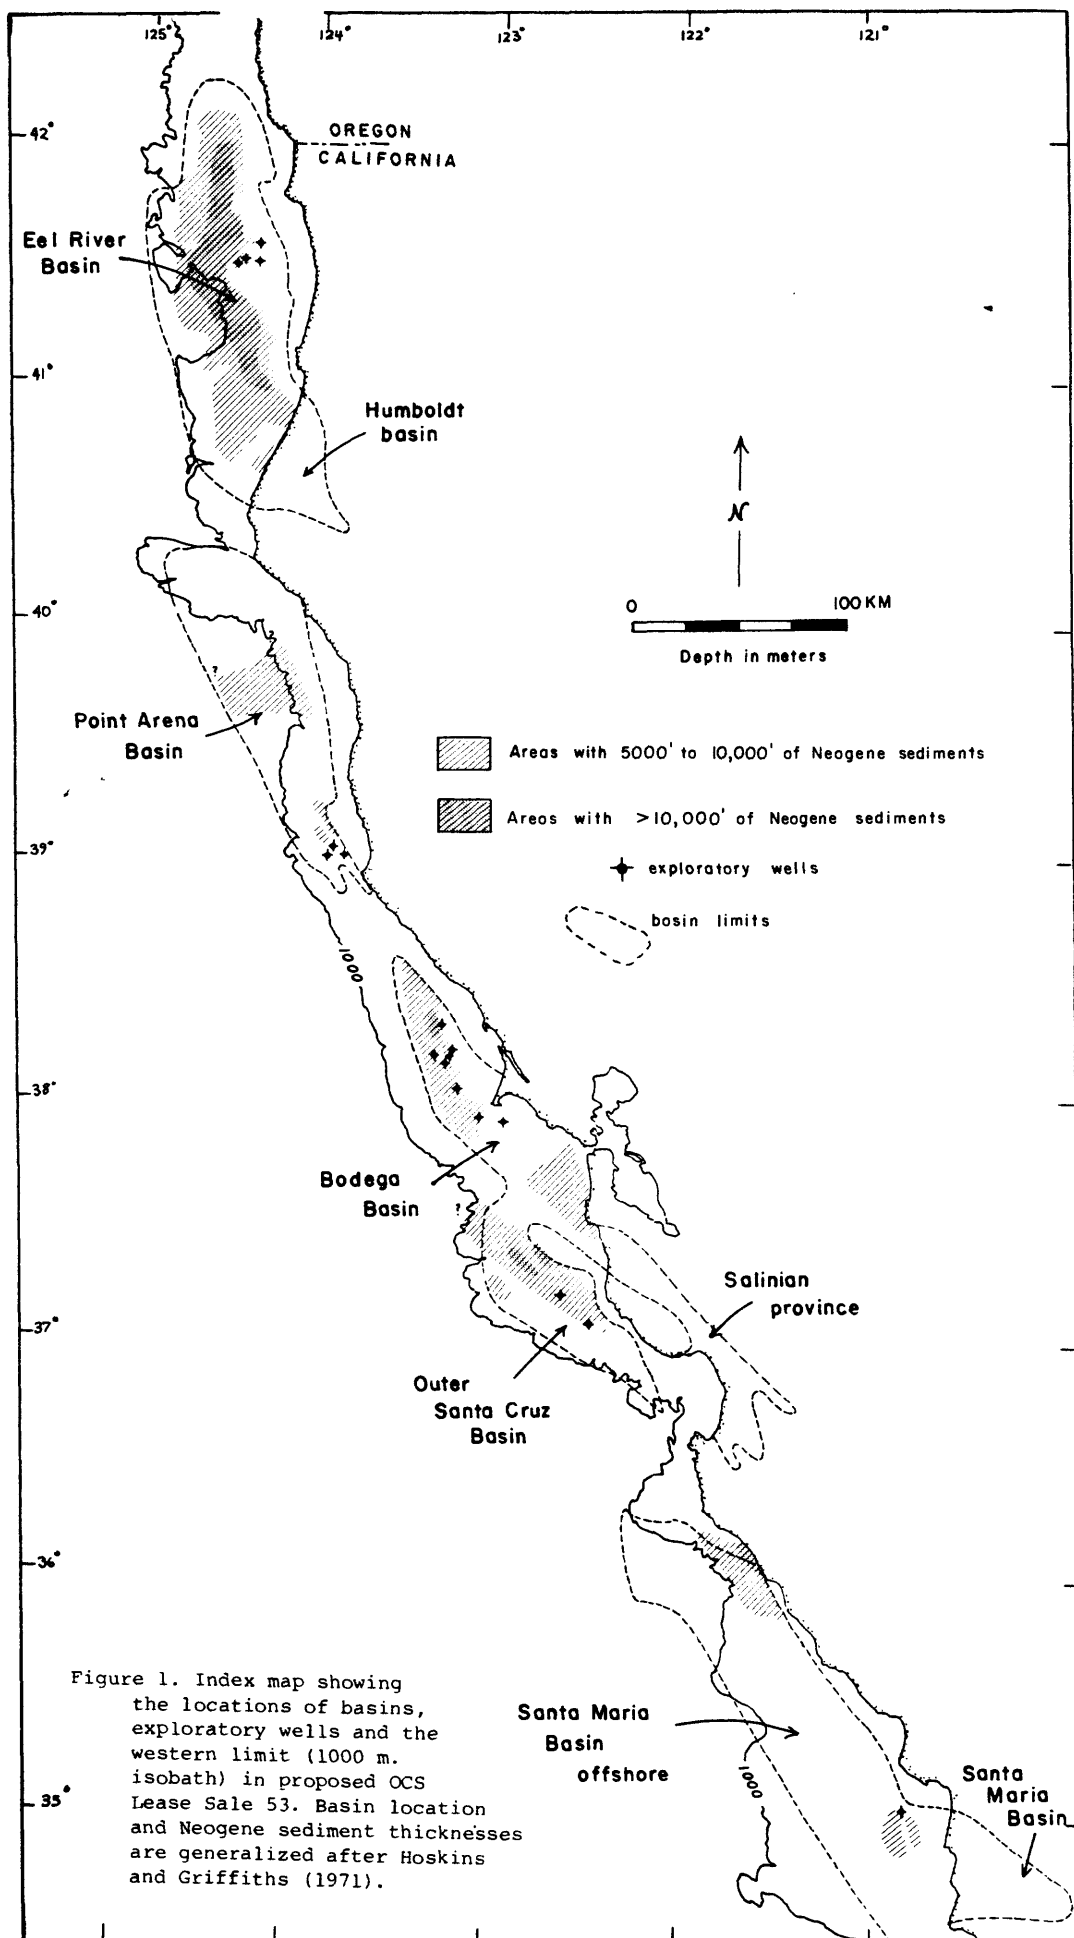 125° 124° 123° 122° 121°
42°
OREGON
CALIFORNIA
Eel River
Basin
41°
Humboldt
basin
N
40°
0 100 KM
Depth in meters
?
?
Point Arena
Basin
Areas with 5000' to 10,000' of Neogene sediments
Areas with >10,000' of Neogene sediments
39°
exploratory wells
basin limits
1000
38°
Bodega
Basin
?
Salinian
province
37°
Outer
Santa Cruz
Basin
36°
Figure 1. Index map showing
the locations of basins,
exploratory wells and the
western limit (1000 m.
isobath) in proposed OCS
Lease Sale 53. Basin location
and Neogene sediment thicknesses
are generalized after Hoskins
and Griffiths (1971).
Santa Maria
Basin
offshore
1000
Santa
Maria
Basin
35°